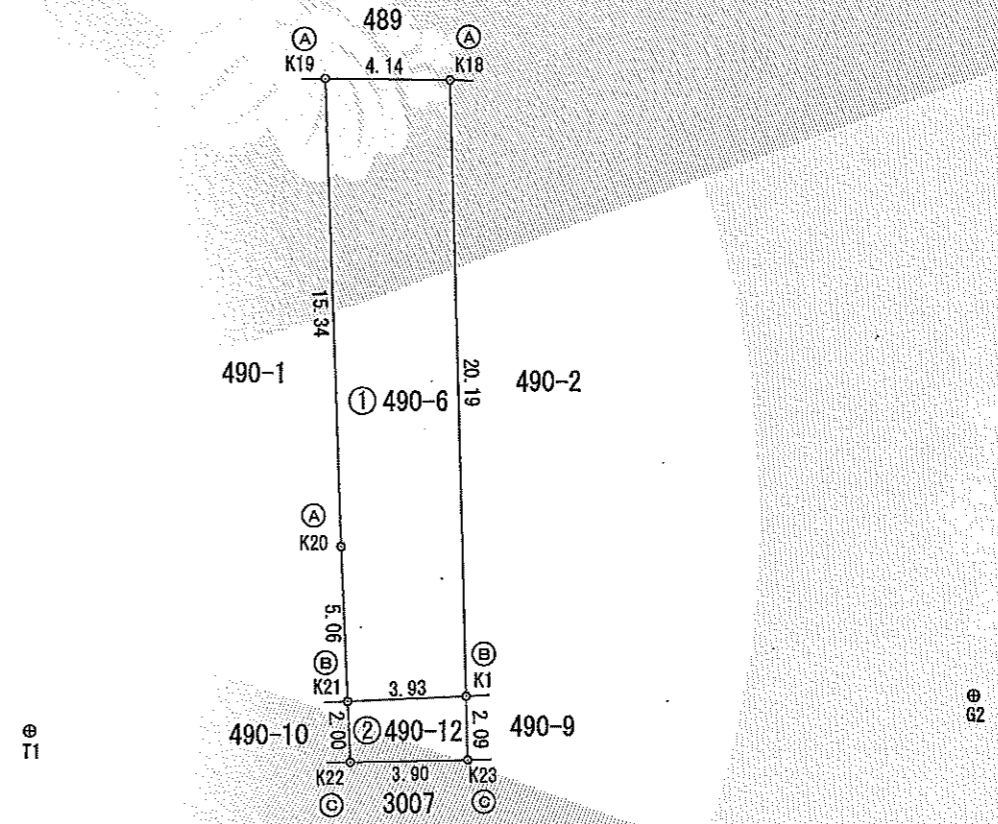 489
Ⓐ Ⓐ
K19 4.14 K18
15.34
20.19
490-1
490-2
① 490-6
Ⓐ
K20
5.06
Ⓑ Ⓑ
K21 3.93 K1
2.00
2.09
490-10 ② 490-12 490-9
⊕ T1
⊕ G2
K22 3.90 K23
Ⓒ 3007 Ⓒ